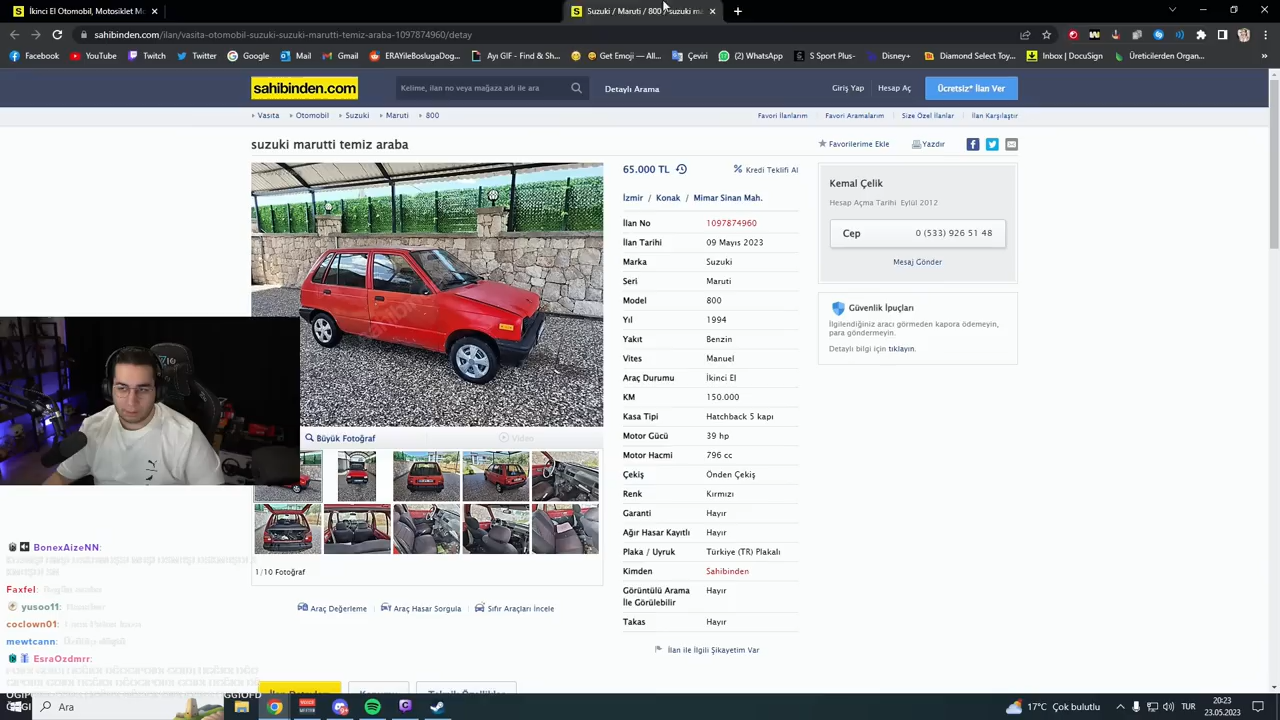 İkinci El Otomobil, Motosiklet, M
Suzuki / Maruti / 800 / suzuki ma
sahibinden.com/ilan/vasita-otomobil-suzuki-suzuki-marutti-temiz-araba-1097874960/detay
Facebook
YouTube
Twitch
Twitter
Google
ERAYileBoslugaDog...
Ayı GIF - Find & Sh...
Get Emoji — All...
Çeviri
(2) WhatsApp
S Sport Plus-
Disney+
Diamond Select Toy...
Inbox | Doculy
Üreticilerden Organ...
sahibinden.com
Kelime, ilan no veya mağaza adı ile ara
Detaylı Arama
Giriş Yap
Hesap Aç
Ücretsiz* İlan Ver
Vasıta
Otomobil
Suzuki
Maruti
800
Favori İlanlarım
Favori Aramalarım
Size Özel İlanlar
İlan Karşılaştır
suzuki marutti temiz araba
Favorilerime Ekle
Yazdır
65.000 TL
Kredi Teklifi Al
İzmir / Konak / Mimar Sinan Mah.
İlan No 1097874960
İlan Tarihi 09 Mayıs 2023
Marka Suzuki
Seri Maruti
Model 800
Yıl 1994
Yakıt Benzin
Vites Manuel
Araç Durumu İkinci El
KM 150.000
Kasa Tipi Hatchback 5 kapı
Motor Gücü 39 hp
Motor Hacmi 796 cc
Çekiş Önden Çekiş
Renk Kırmızı
Garanti Hayır
Ağır Hasar Kayıtlı Hayır
Plaka / Uyruk Türkiye (TR) Plakalı
Kimden Sahibinden
Görüntülü Arama
İle Görülebilir Hayır
Takas Hayır
İlan ile İlgili Şikayetim Var
Kemal Çelik
Hesap Açma Tarihi Eylül 2012
Cep 0 (533) 926 51 48
Mesaj Gönder
Güvenlik İpuçları
İlgilendiğiniz aracı görmeden kapora ödemeyin,
para göndermeyin.
Detaylı bilgi için tıklayın.
Büyük Fotoğraf
Video
1/10 Fotoğraf
Araç Değerleme
Araç Hasar Sorgula
Sıfır Araçları İncele
İlan Detayları
Konumu
Teknik Özellikler
BonexAizeNN:
Faxfel:
yusoo11:
coclown01:
mewtcann:
EsraOzdmrr:
Ara
17°C Çok bulutlu
TUR
20:23
23.05.2023